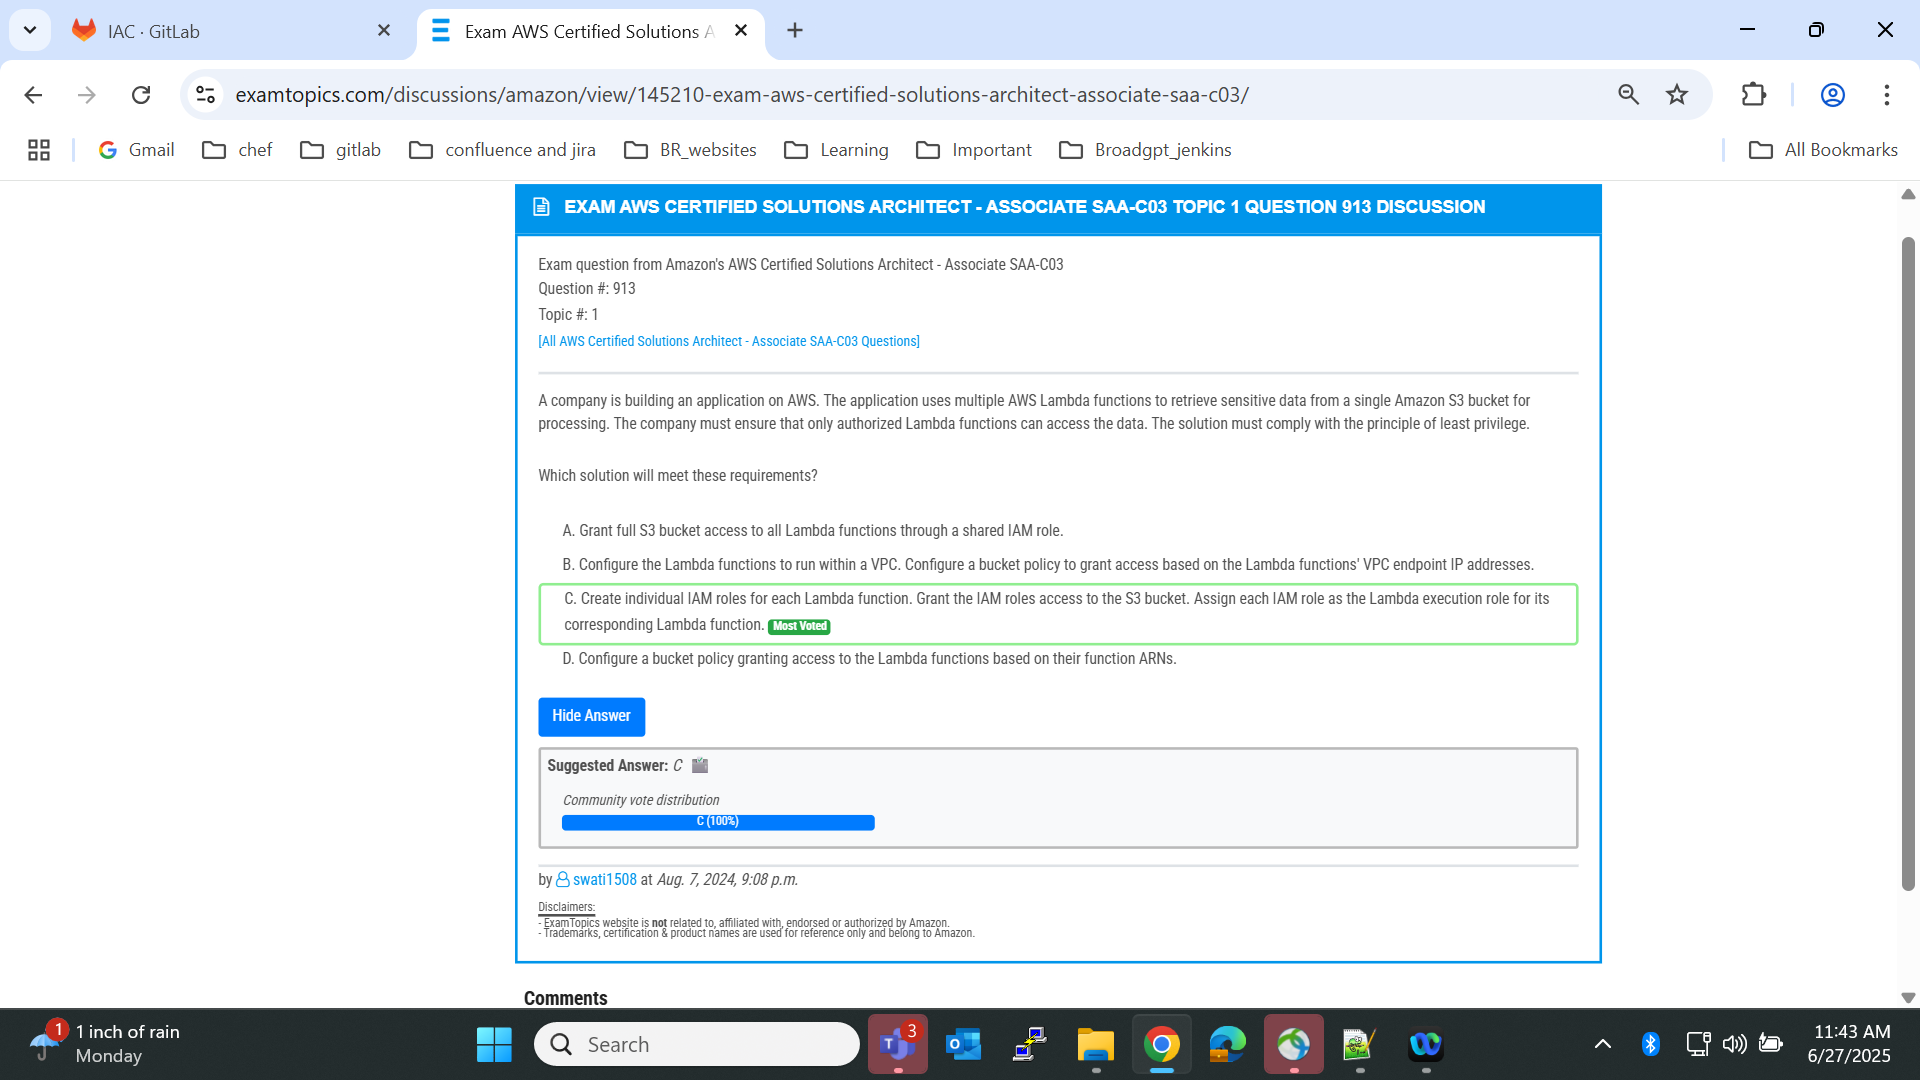 IAC · GitLab
Exam AWS Certified Solutions A
examtopics.com/discussions/amazon/view/145210-exam-aws-certified-solutions-architect-associate-saa-c03/
Gmail
chef
gitlab
confluence and jira
BR_websites
Learning
Important
Broadgpt_jenkins
All Bookmarks
EXAM AWS CERTIFIED SOLUTIONS ARCHITECT - ASSOCIATE SAA-C03 TOPIC 1 QUESTION 913 DISCUSSION
Exam question from Amazon's AWS Certified Solutions Architect - Associate SAA-C03
Question #: 913
Topic #: 1
[All AWS Certified Solutions Architect - Associate SAA-C03 Questions]
A company is building an application on AWS. The application uses multiple AWS Lambda functions to retrieve sensitive data from a single Amazon S3 bucket for
processing. The company must ensure that only authorized Lambda functions can access the data. The solution must comply with the principle of least privilege.
Which solution will meet these requirements?
A. Grant full S3 bucket access to all Lambda functions through a shared IAM role.
B. Configure the Lambda functions to run within a VPC. Configure a bucket policy to grant access based on the Lambda functions' VPC endpoint IP addresses.
C. Create individual IAM roles for each Lambda function. Grant the IAM roles access to the S3 bucket. Assign each IAM role as the Lambda execution role for its
corresponding Lambda function. Most Voted
D. Configure a bucket policy granting access to the Lambda functions based on their function ARNs.
Hide Answer
Suggested Answer: C
Community vote distribution
C (100%)
by swati1508 at Aug. 7, 2024, 9:08 p.m.
Disclaimers:
- ExamTopics website is not related to, affiliated with, endorsed or authorized by Amazon.
- Trademarks, certification & product names are used for reference only and belong to Amazon.
Comments
1
1 inch of rain
Monday
Search
3
11:43 AM
6/27/2025